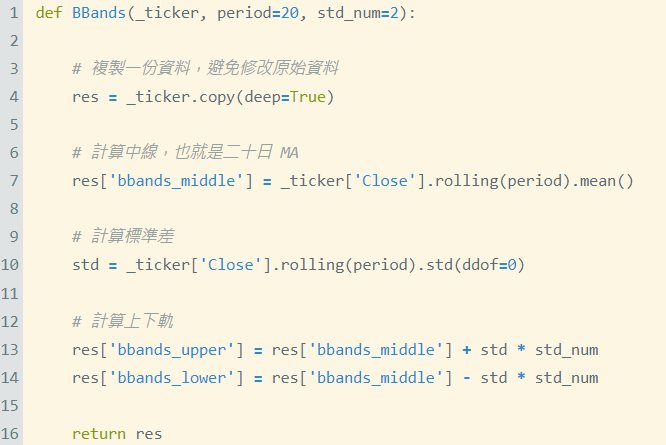 1 def BBands(_ticker, period=20, std_num=2):
2
3     # 複製一份資料，避免修改原始資料
4     res = _ticker.copy(deep=True)
5
6     # 計算中線，也就是二十日 MA
7     res['bbands_middle'] = _ticker['Close'].rolling(period).mean()
8
9     # 計算標準差
10     std = _ticker['Close'].rolling(period).std(ddof=0)
11
12     # 計算上下軌
13     res['bbands_upper'] = res['bbands_middle'] + std * std_num
14     res['bbands_lower'] = res['bbands_middle'] - std * std_num
15
16     return res